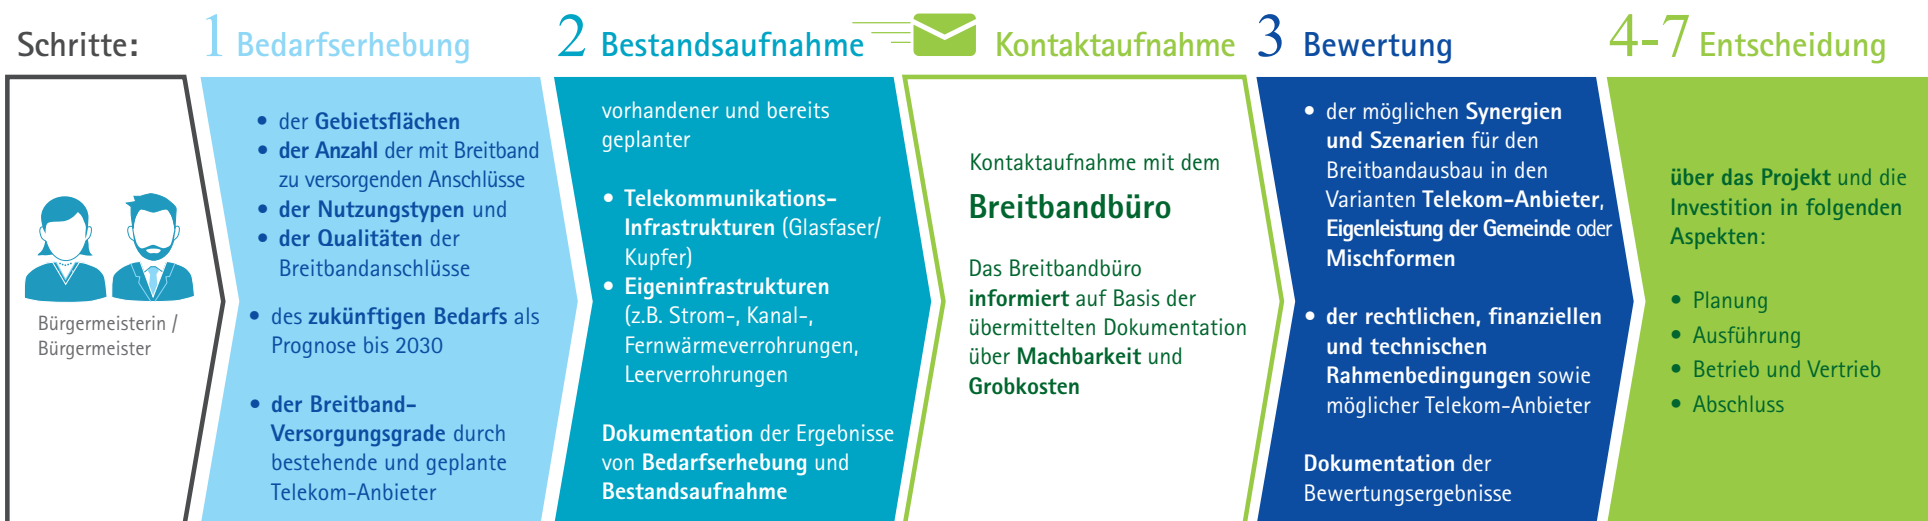 Schritte:
Bürgermeisterin /
Bürgermeister
1 Bedarfserhebung
• der Gebietsflächen
• der Anzahl der mit Breitband
zu versorgenden Anschlüsse
• der Nutzungstypen und
• der Qualitäten der
Breitbandanschlüsse
• des zukünftigen Bedarfs als
Prognose bis 2030
• der Breitband-
Versorgungsgrade durch
bestehende und geplante
Telekom-Anbieter
2 Bestandsaufnahme
vorhandener und bereits
geplanter
• Telekommunikations-
Infrastrukturen (Glasfaser/
Kupfer)
• Eigeninfrastrukturen
(z.B. Strom-, Kanal-,
Fernwärmeverrohrungen,
Leerverrohrungen
Dokumentation der Ergebnisse
von Bedarfserhebung und
Bestandsaufnahme
Kontaktaufnahme
Kontaktaufnahme mit dem
Breitbandbüro
Das Breitbandbüro
informiert auf Basis der
übermittelten Dokumentation
über Machbarkeit und
Grobkosten
3 Bewertung
• der möglichen Synergien
und Szenarien für den
Breitbandausbau in den
Varianten Telekom-Anbieter,
Eigenleistung der Gemeinde oder
Mischformen
• der rechtlichen, finanziellen
und technischen
Rahmenbedingungen sowie
möglicher Telekom-Anbieter
Dokumentation der
Bewertungsergebnisse
4-7 Entscheidung
über das Projekt und die
Investition in folgenden
Aspekten:
• Planung
• Ausführung
• Betrieb und Vertrieb
• Abschluss